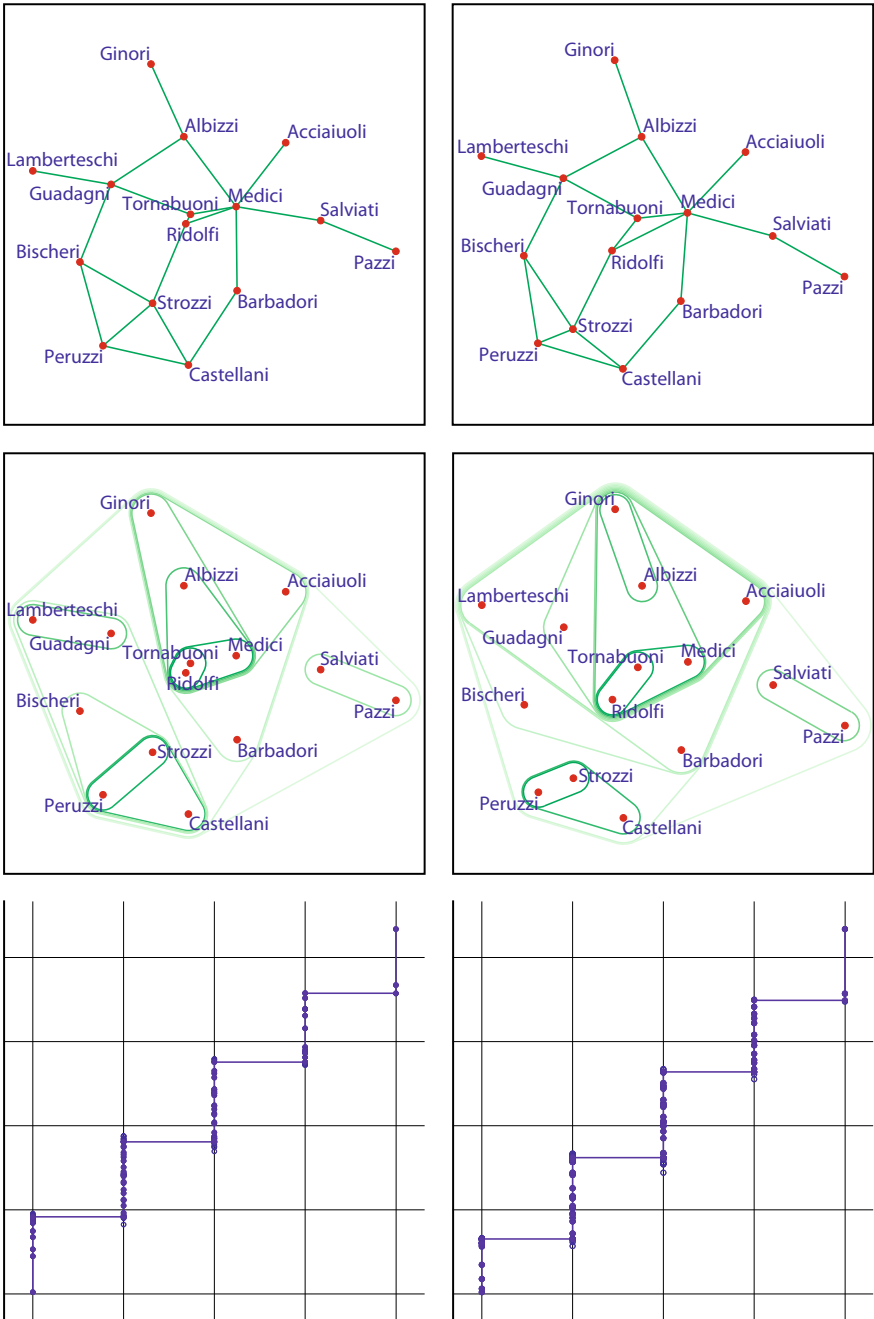 Ginori
Albizzi
Acciaiuoli
Lamberteschi
Guadagni
Tornabuoni
Medici
Ridolfi
Salviati
Bischeri
Pazzi
Strozzi
Barbadori
Peruzzi
Castellani
Ginori
Albizzi
Acciaiuoli
Lamberteschi
Guadagni
Tornabuoni
Medici
Salviati
Bischeri
Ridolfi
Pazzi
Barbadori
Strozzi
Peruzzi
Castellani
Ginori
Albizzi
Acciaiuoli
Lamberteschi
Guadagni
Tornabuoni
Medici
Salviati
Ridolfi
Bischeri
Pazzi
Strozzi
Barbadori
Peruzzi
Castellani
Ginori
Albizzi
Acciaiuoli
Lamberteschi
Guadagni
Tornabuoni
Medici
Salviati
Bischeri
Ridolfi
Pazzi
Barbadori
Strozzi
Peruzzi
Castellani